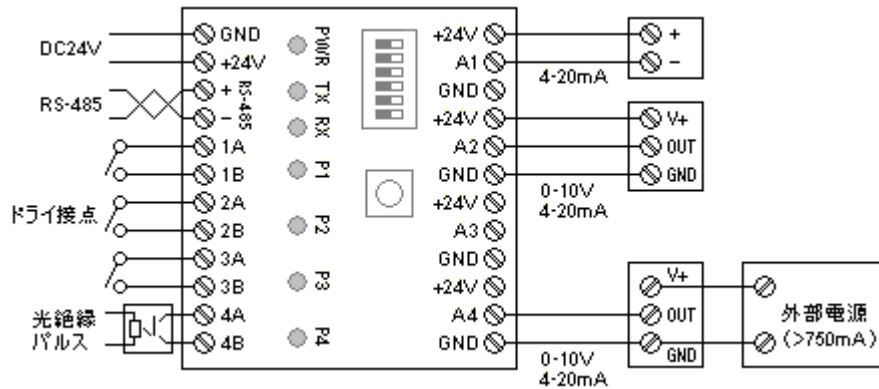 DC24V
RS-485
ドライ接点
光絶縁
パルス
GND
+24V
+
−
RS-485
1A
1B
2A
2B
3A
3B
4A
4B
PWR
TX
RX
P1
P2
P3
P4
+24V
A1
GND
+24V
A2
GND
+24V
A3
GND
+24V
A4
GND
4-20mA
0-10V
4-20mA
0-10V
4-20mA
+
−
V+
OUT
GND
V+
OUT
GND
外部電源
(>750mA)